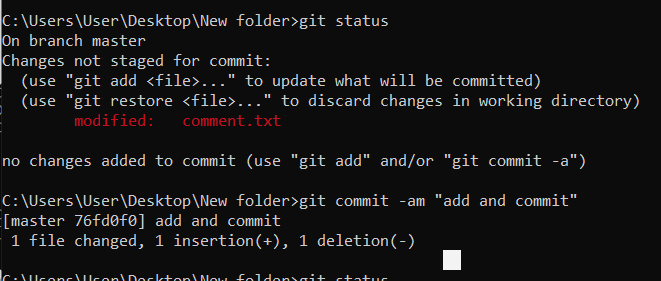 C:\Users\User\Desktop\New folder>git status
On branch master
Changes not staged for commit:
  (use "git add <file>..." to update what will be committed)
  (use "git restore <file>..." to discard changes in working directory)
        modified:   comment.txt

no changes added to commit (use "git add" and/or "git commit -a")

C:\Users\User\Desktop\New folder>git commit -am "add and commit"
[master 76fd0f0] add and commit
 1 file changed, 1 insertion(+), 1 deletion(-)

C:\Users\User\Desktop\New folder>git status